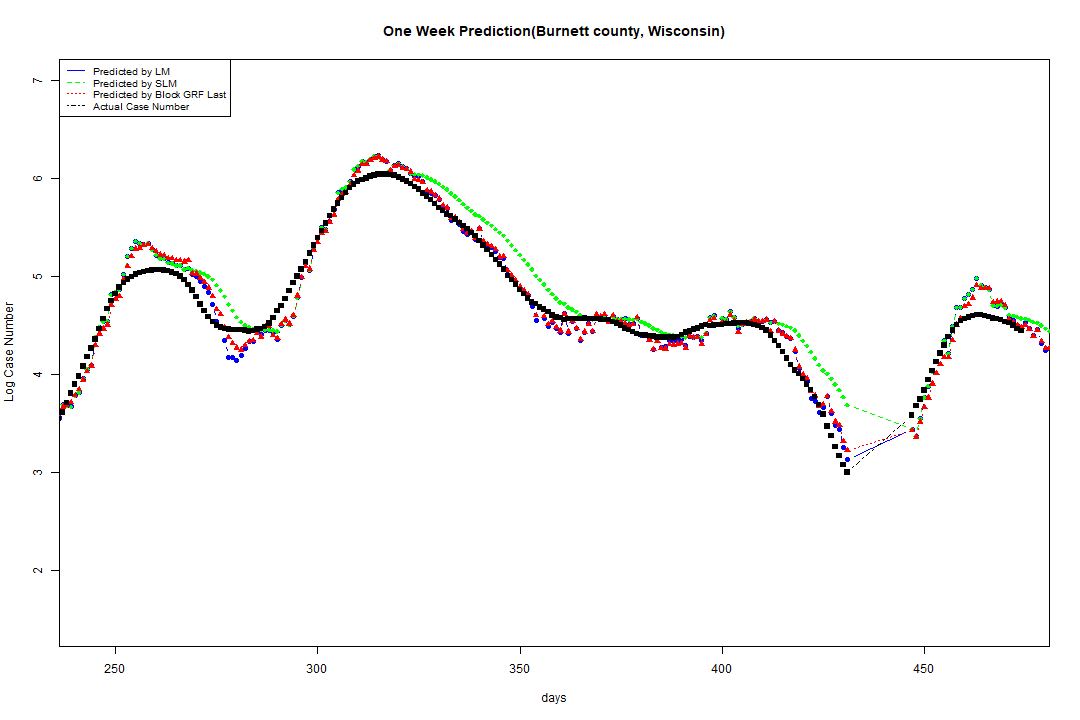 One Week Prediction(Burnett county, Wisconsin)
Predicted by LM
Predicted by SLM
Predicted by Block GRF Last
Actual Case Number
Log Case Number
7
6
5
4
3
2
250 300 350 400 450
days